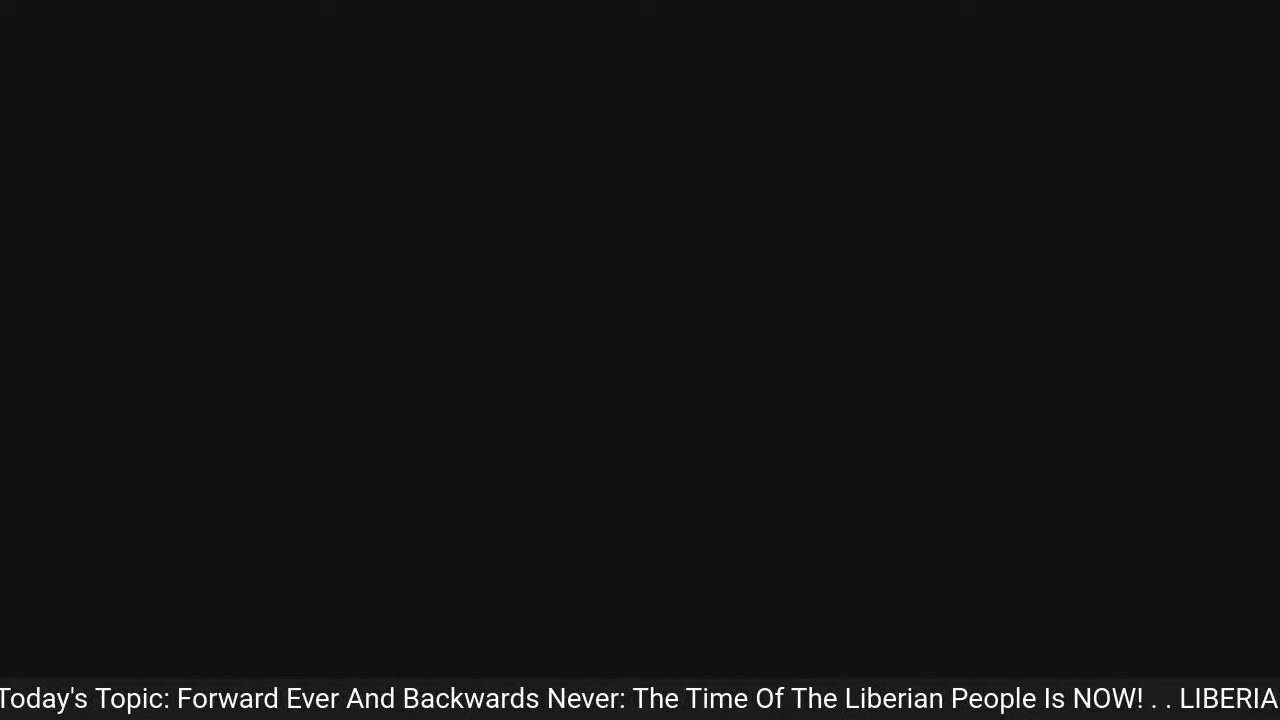 Today's Topic: Forward Ever And Backwards Never: The Time Of The Liberian People Is NOW! . . LIBERIA